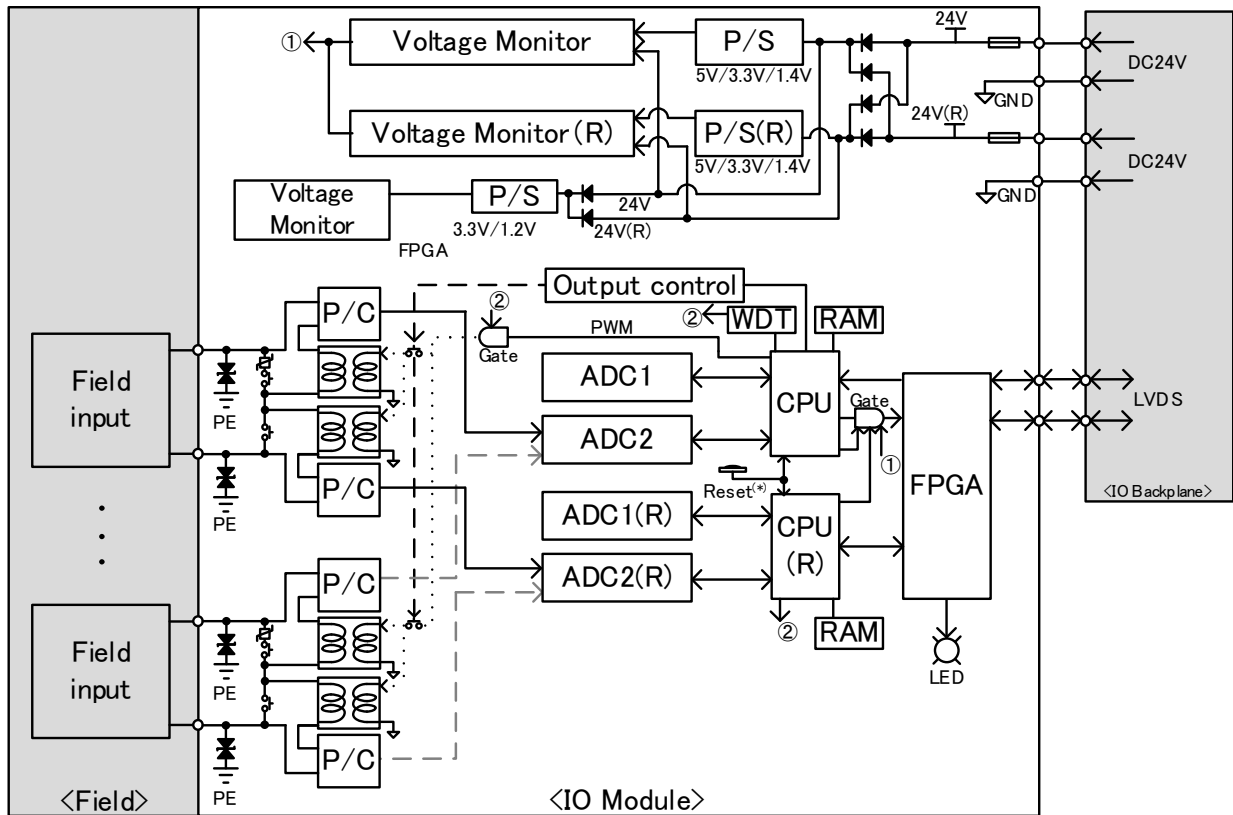 ①
Voltage Monitor
P/S
5V/3.3V/1.4V
24V
DC24V
GND
Voltage Monitor(R)
P/S(R)
5V/3.3V/1.4V
24V(R)
DC24V
GND
Voltage
Monitor
P/S
3.3V/1.2V
24V
24V(R)
FPGA
Output control
②
PWM
Gate
②
WDT
RAM
P/C
Field
input
PE
PE
P/C
ADC1
ADC2
CPU
Gate
①
FPGA
LVDS
<IO Backplane>
Reset(*)
ADC1(R)
ADC2(R)
CPU
(R)
②
RAM
LED
P/C
Field
input
PE
PE
P/C
<Field>
<IO Module>